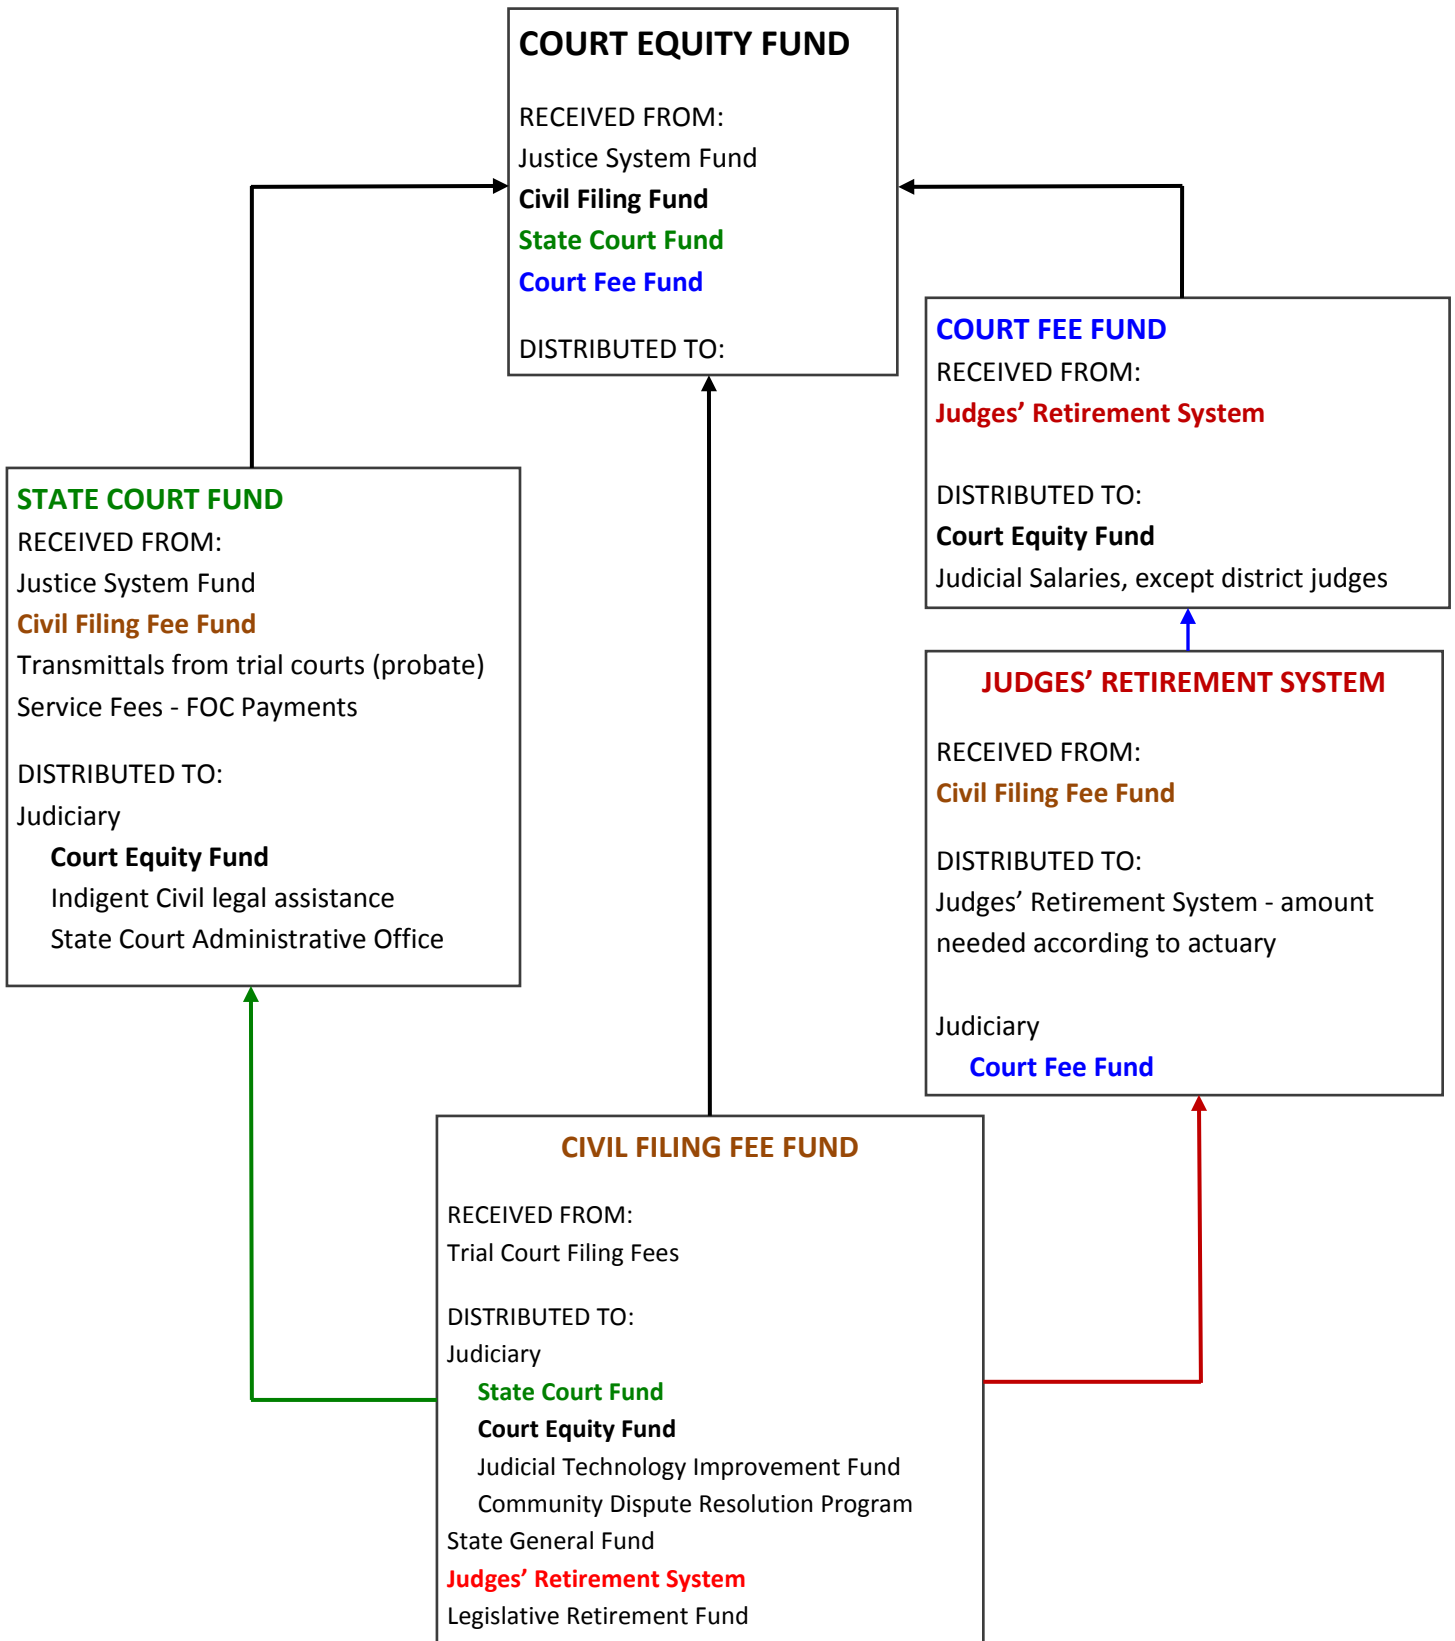 COURT EQUITY FUND
RECEIVED FROM:
Justice System Fund
Civil Filing Fund
State Court Fund
Court Fee Fund
DISTRIBUTED TO:
COURT FEE FUND
RECEIVED FROM:
Judges’ Retirement System
DISTRIBUTED TO:
Court Equity Fund
Judicial Salaries, except district judges
STATE COURT FUND
RECEIVED FROM:
Justice System Fund
Civil Filing Fee Fund
Transmittals from trial courts (probate)
Service Fees - FOC Payments
DISTRIBUTED TO:
Judiciary
Court Equity Fund
Indigent Civil legal assistance
State Court Administrative Office
JUDGES’ RETIREMENT SYSTEM
RECEIVED FROM:
Civil Filing Fee Fund
DISTRIBUTED TO:
Judges’ Retirement System - amount
needed according to actuary
Judiciary
Court Fee Fund
CIVIL FILING FEE FUND
RECEIVED FROM:
Trial Court Filing Fees
DISTRIBUTED TO:
Judiciary
State Court Fund
Court Equity Fund
Judicial Technology Improvement Fund
Community Dispute Resolution Program
State General Fund
Judges’ Retirement System
Legislative Retirement Fund